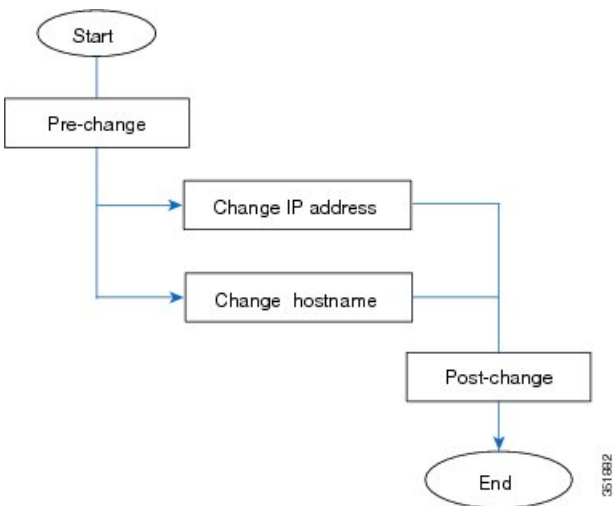 Start
Pre-change
Change IP address
Change hostname
Post-change
End
351882